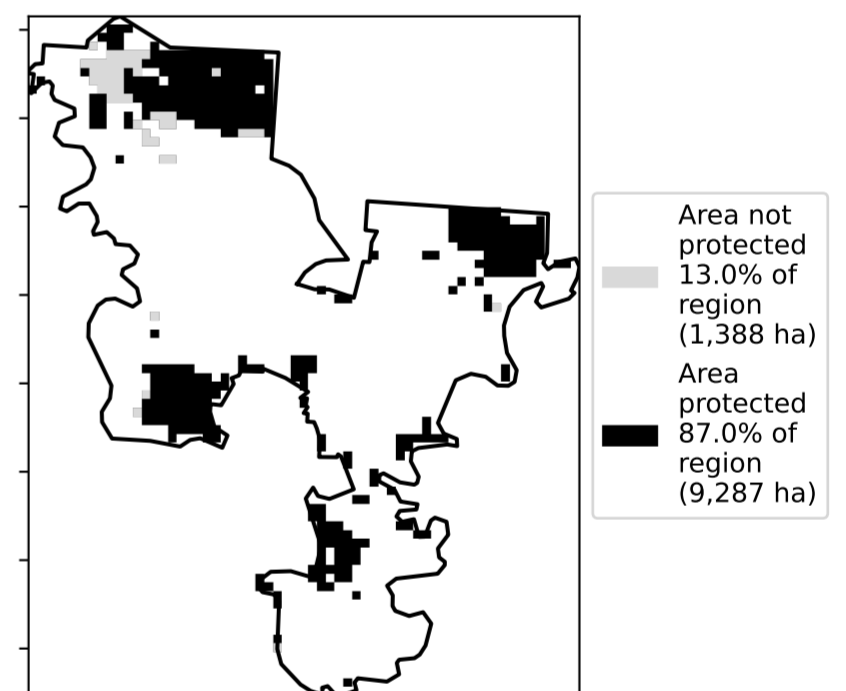 Area not
protected
13.0% of
region
(1,388 ha)
Area
protected
87.0% of
region
(9,287 ha)